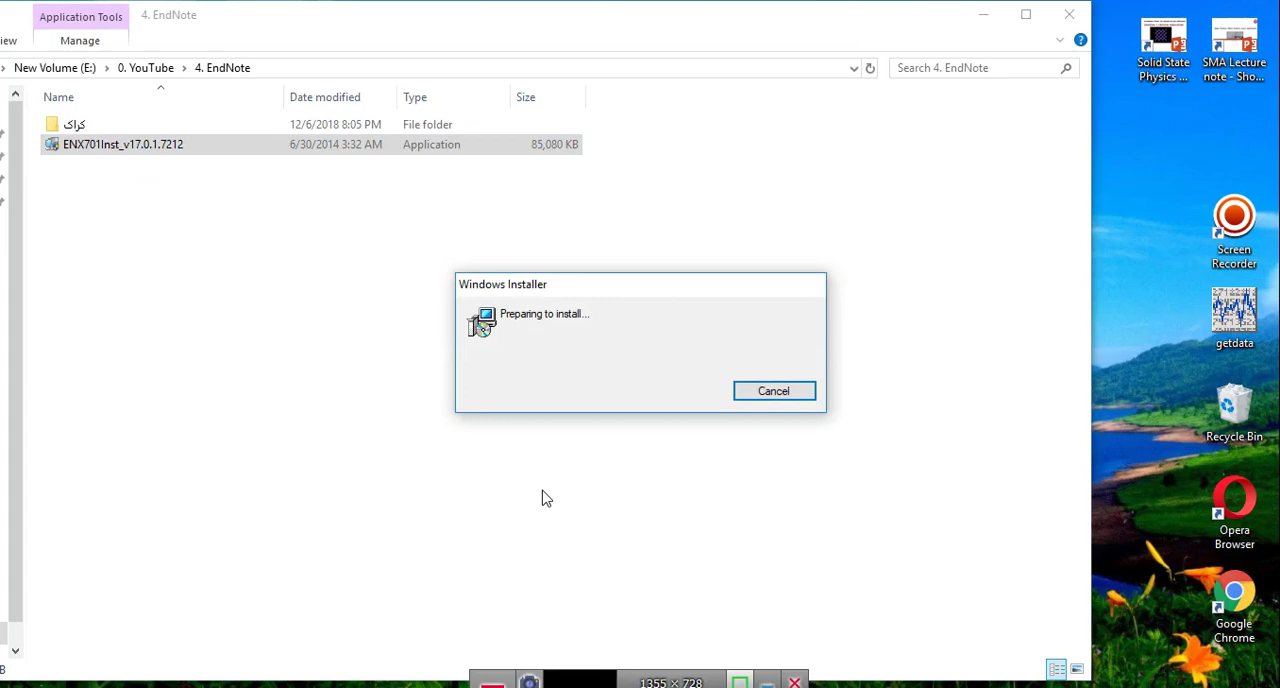 Application Tools
4. EndNote
iew
Manage
New Volume (E:)
0. YouTube
4. EndNote
Search 4. EndNote
Name
Date modified
Type
Size
کراک
12/6/2018 8:05 PM
File folder
ENX701Inst_v17.0.1.7212
6/30/2014 3:32 AM
Application
85,080 KB
Windows Installer
Preparing to install...
Cancel
Solid State
Physics ...
SMA Lecture
note - Sho...
Screen
Recorder
getdata
Recycle Bin
Opera
Browser
Google
Chrome
B
1355 × 728